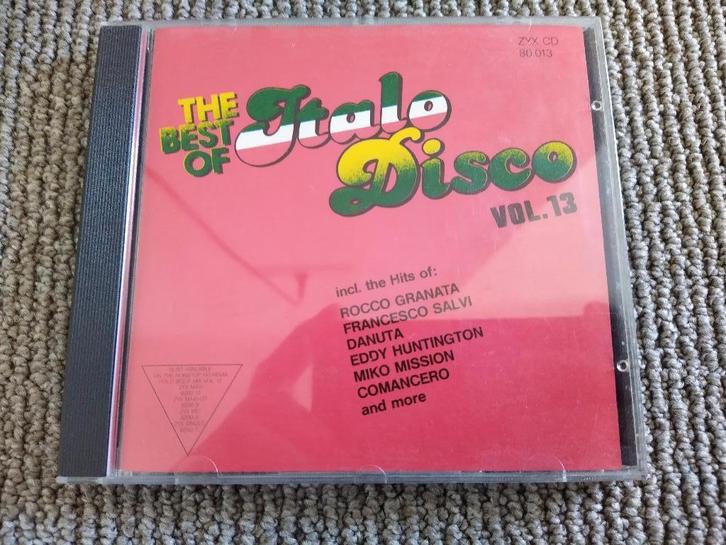 ZYX CD
80.013
THE
BEST
OF
Italo
Disco
VOL.13
incl. the Hits of:
ROCCO GRANATA
FRANCESCO SALVI
DANUTA
EDDY HUNTINGTON
MIKO MISSION
COMANCERO
and more